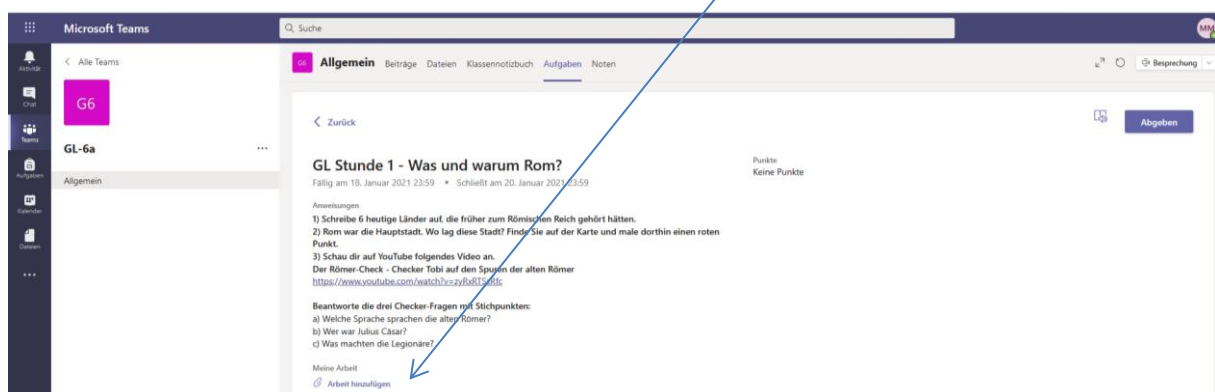 Microsoft Teams
Suche
MM
Aktivität
Chat
Teams
Aufgaben
Kalender
Dateien
Alle Teams
G6
GL-6a
Allgemein
G6 Allgemein Beiträge Dateien Klassennotizbuch Aufgaben Noten
Besprechung
Zurück
Abgeben
GL Stunde 1 - Was und warum Rom?
Fällig am 18. Januar 2021 23:59 • Schließt am 20. Januar 2021 23:59
Punkte
Keine Punkte
Anweisungen
1) Schreibe 6 heutige Länder auf, die früher zum Römischen Reich gehört hätten.
2) Rom war die Hauptstadt. Wo lag diese Stadt? Finde Sie auf der Karte und male dorthin einen roten
Punkt.
3) Schau dir auf YouTube folgendes Video an.
Der Römer-Check - Checker Tobi auf den Spuren der alten Römer
Beantworte die drei Checker-Fragen mit Stichpunkten:
a) Welche Sprache sprachen die alten Römer?
b) Wer war Julius Cäsar?
c) Was machten die Legionäre?
Meine Arbeit
Arbeit hinzufügen